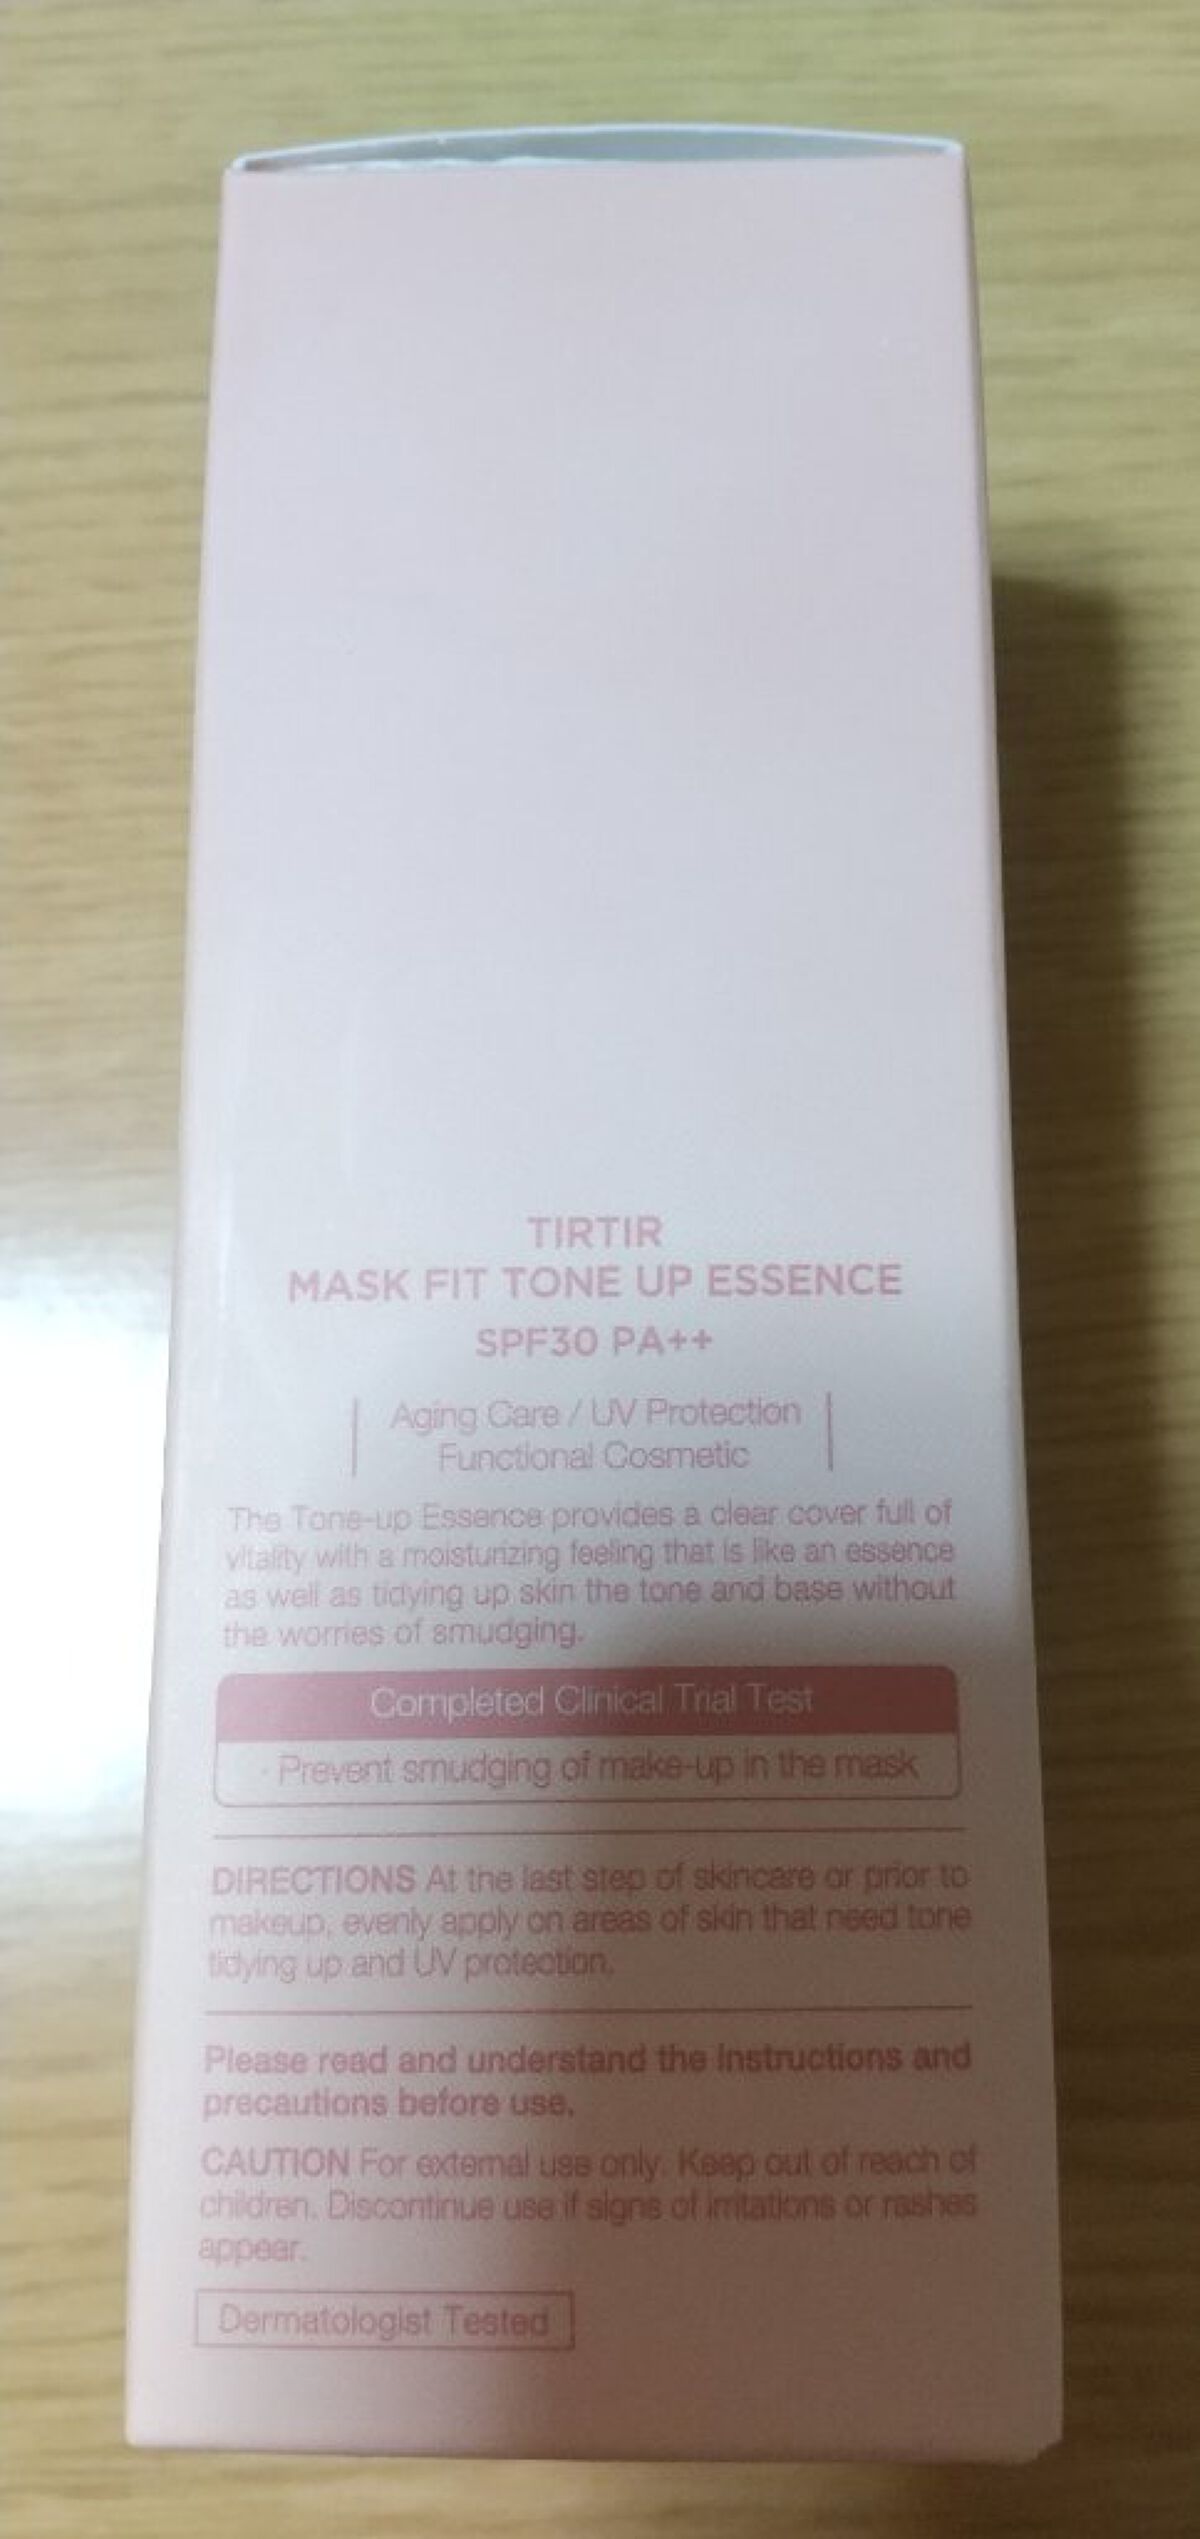 TIRTIR
MASK FIT TONE UP ESSENCE
SPF30 PA++
Aging Care / UV Protection
Functional Cosmetic
The Tone-up Essence provides a clear cover full of
vitality with a moisturizing feeling that is like an essence
as well as tidying up skin the tone and base without
the worries of smudging.
Completed Clinical Trial Test
· Prevent smudging of make-up in the mask
DIRECTIONS At the last step of skincare or prior to
makeup, evenly apply on areas of skin that need tone
tidying up and UV protection.
Please read and understand the instructions and
precautions before use.
CAUTION For external use only. Keep out of reach of
children. Discontinue use if signs of irritations or rashes
appear.
Dermatologist Tested